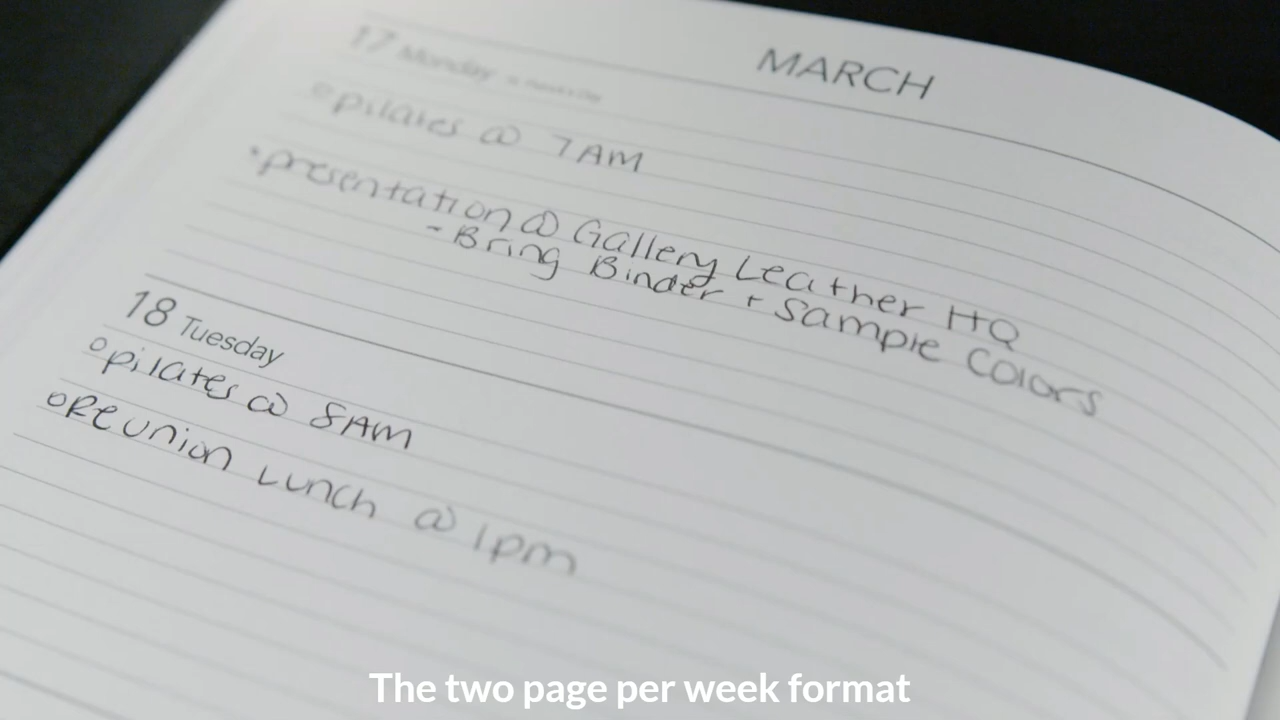 MARCH
17 Monday
pilates @ 7AM
•presentation @ Gallery Leather HQ
- Bring Binder + Sample Colors
18 Tuesday
o pilates @ 8AM
o Reunion Lunch @ 1pm
The two page per week format